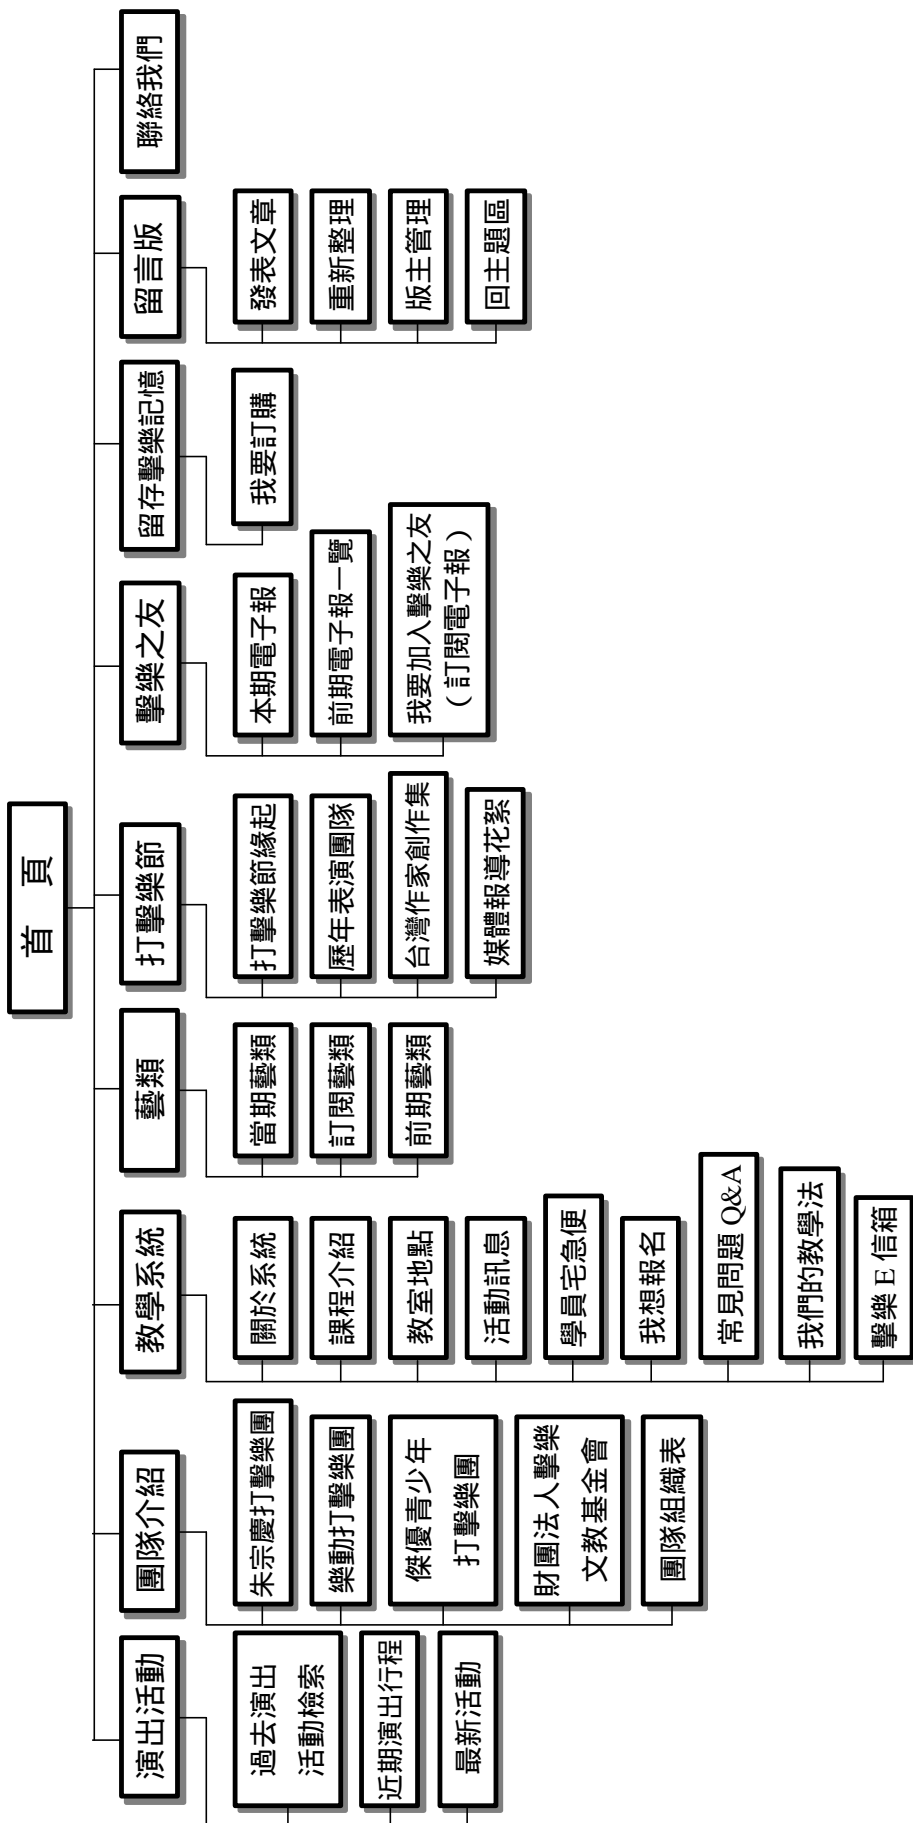 首 頁
演出活動
過去演出
活動檢索
近期演出行程
最新活動
團隊介紹
朱宗慶打擊樂團
樂動打擊樂團
傑優青少年
打擊樂團
財團法人擊樂
文教基金會
團隊組織表
教學系統
關於系統
課程介紹
教室地點
活動訊息
學員宅急便
我想報名
常見問題 Q&A
我們的教學法
擊樂 E 信箱
藝類
當期藝類
訂閱藝類
前期藝類
打擊樂節
打擊樂節緣起
歷年表演團隊
台灣作家創作集
媒體報導花絮
擊樂之友
本期電子報
前期電子報一覽
我要加入擊樂之友
（訂閱電子報）
留存擊樂記憶
我要訂購
留言版
發表文章
重新整理
版主管理
回主題區
聯絡我們